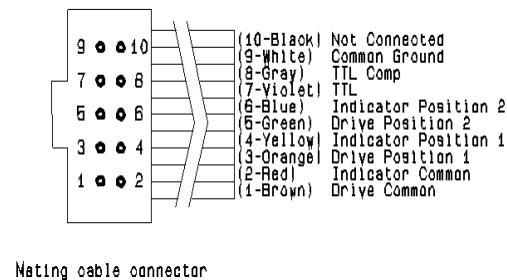 9 10
7 8
5 6
3 4
1 2
(10-Black) Not Connected
(9-White) Common Ground
(8-Gray) TTL Comp
(7-Violet) TTL
(6-Blue) Indicator Position 2
(5-Green) Drive Position 2
(4-Yellow) Indicator Position 1
(3-Orange) Drive Position 1
(2-Red) Indicator Common
(1-Brown) Drive Common
Mating cable connector